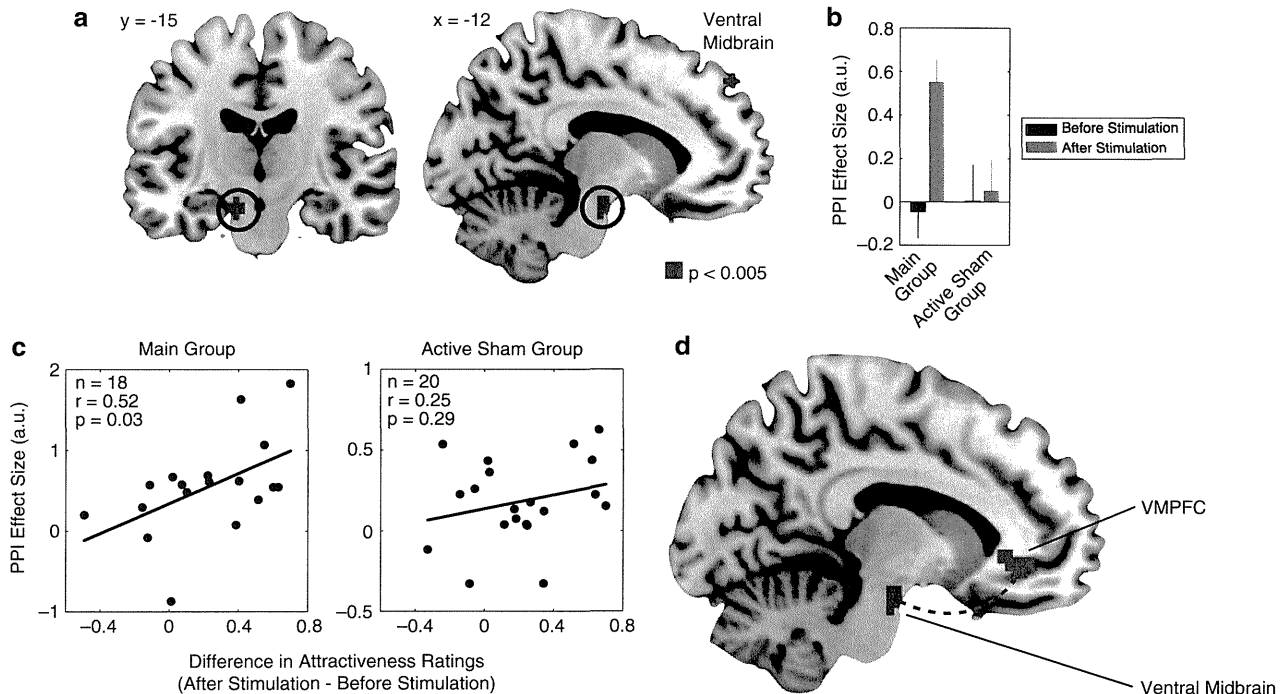 a
y = -15
x = -12
Ventral
Midbrain
p < 0.005
b
PPI Effect Size (a.u.)
0.8
0.6
0.4
0.2
0
−0.2
Main
Group
Active Sham
Group
Before Stimulation
After Stimulation
c
Main Group
n = 18
r = 0.52
p = 0.03
PPI Effect Size (a.u.)
2
1
0
−1
−0.4
0
0.4
0.8
Active Sham Group
n = 20
r = 0.25
p = 0.29
1
0.5
0
−0.5
−0.4
0
0.4
0.8
Difference in Attractiveness Ratings
(After Stimulation - Before Stimulation)
d
VMPFC
Ventral Midbrain